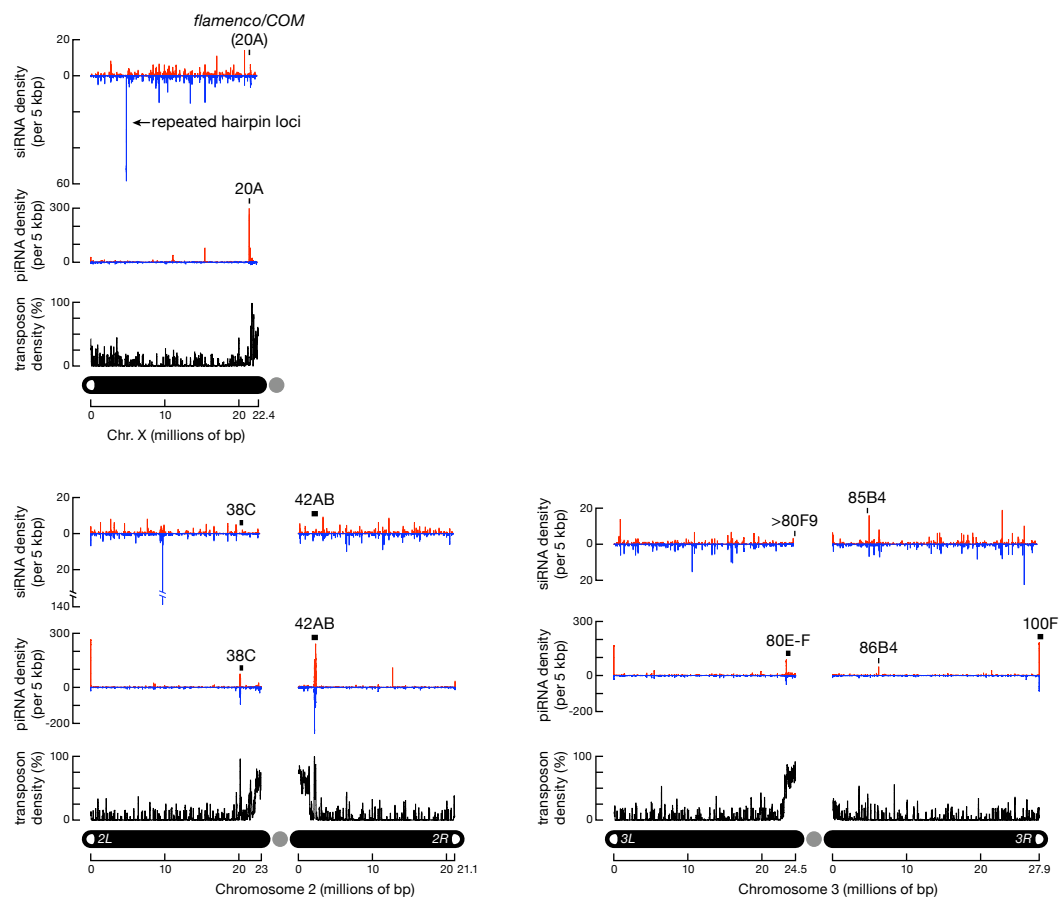 flamenco/COM
(20A)
20
0
60
siRNA density
(per 5 kbp)
repeated hairpin loci
20A
300
0
piRNA density
(per 5 kbp)
100
0
transposon
density (%)
0 10 20 22.4
Chr. X (millions of bp)
38C
42AB
20
0
20
140
siRNA density
(per 5 kbp)
38C
42AB
300
0
-200
piRNA density
(per 5 kbp)
100
0
transposon
density (%)
2L 2R
0 10 20 23 0 10 20 21.1
Chromosome 2 (millions of bp)
>80F9
85B4
20
0
20
siRNA density
(per 5 kbp)
80E-F
86B4
100F
300
0
-200
piRNA density
(per 5 kbp)
100
0
transposon
density (%)
3L 3R
0 10 20 24.5 0 10 20 27.9
Chromosome 3 (millions of bp)